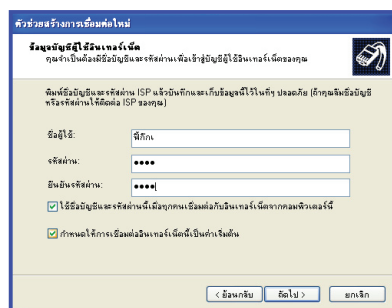 ตัวช่วยสร้างการเชื่อมต่อใหม่
ข้อมูลบัญชีผู้ใช้อินเทอร์เน็ต
คุณจำเป็นต้องมีชื่อบัญชีและรหัสผ่านเพื่อเข้าสู่บัญชีผู้ใช้อินเทอร์เน็ตของคุณ
พิมพ์ชื่อบัญชีและรหัสผ่าน ISP แล้วบันทึกและเก็บข้อมูลนี้ไว้ในที่ๆ ปลอดภัย (ถ้าคุณลืมชื่อบัญชี
หรือรหัสผ่านให้ติดต่อ ISP ของคุณ)
ชื่อผู้ใช้:
รหัสผ่าน:
ยืนยันรหัสผ่าน:
ใช้ชื่อบัญชีและรหัสผ่านนี้เมื่อทุกคนเชื่อมต่อกับอินเทอร์เน็ตจากคอมพิวเตอร์นี้
กำหนดให้การเชื่อมต่ออินเทอร์เน็ตนี้เป็นค่าเริ่มต้น
< ย้อนกลับ
ถัดไป >
ยกเลิก